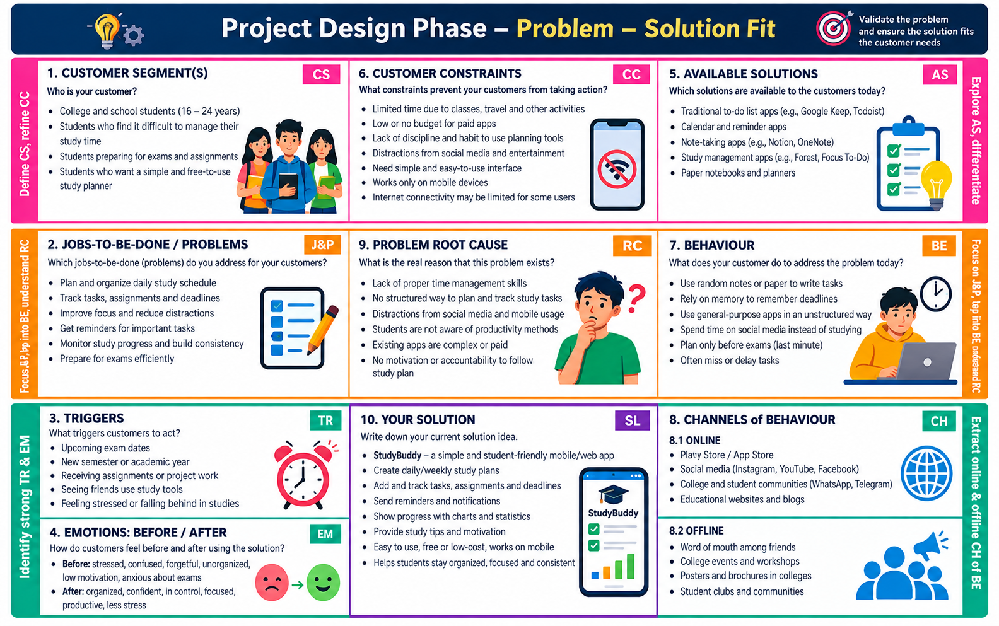 Project Design Phase – Problem – Solution Fit
Validate the problem
and ensure the solution fits
the customer needs
Define CS, refine CC
1. CUSTOMER SEGMENT(S)
CS
Who is your customer?
• College and school students (16 – 24 years)
• Students who find it difficult to manage their
study time
• Students preparing for exams and assignments
• Students who want a simple and free-to-use
study planner
6. CUSTOMER CONSTRAINTS
CC
What constraints prevent your customers from taking action?
• Limited time due to classes, travel and other activities
• Low or no budget for paid apps
• Lack of discipline and habit to use planning tools
• Distractions from social media and entertainment
• Need simple and easy-to-use interface
• Works only on mobile devices
• Internet connectivity may be limited for some users
5. AVAILABLE SOLUTIONS
AS
Which solutions are available to the customers today?
• Traditional to-do list apps (e.g., Google Keep, Todoist)
• Calendar and reminder apps
• Note-taking apps (e.g., Notion, OneNote)
• Study management apps (e.g., Forest, Focus To-Do)
• Paper notebooks and planners
Explore AS, differentiate
Focus J&P, into BE, understand RC
2. JOBS-TO-BE-DONE / PROBLEMS
J&P
Which jobs-to-be-done (problems) do you address for your customers?
• Plan and organize daily study schedule
• Track tasks, assignments and deadlines
• Improve focus and reduce distractions
• Get reminders for important tasks
• Monitor study progress and build consistency
• Prepare for exams efficiently
9. PROBLEM ROOT CAUSE
RC
What is the real reason that this problem exists?
• Lack of proper time management skills
• No structured way to plan and track study tasks
• Distractions from social media and mobile usage
• Students are not aware of productivity methods
• Existing apps are complex or paid
• No motivation or accountability to follow
study plan
7. BEHAVIOUR
BE
What does your customer do to address the problem today?
• Use random notes or paper to write tasks
• Rely on memory to remember deadlines
• Use general-purpose apps in an unstructured way
• Spend time on social media instead of studying
• Plan only before exams (last minute)
• Often miss or delay tasks
Focus on J&P, into BE RC
Identify strong TR & EM
3. TRIGGERS
TR
What triggers customers to act?
• Upcoming exam dates
• New semester or academic year
• Receiving assignments or project work
• Seeing friends use study tools
• Feeling stressed or falling behind in studies
4. EMOTIONS: BEFORE / AFTER
EM
How do customers feel before and after using the solution?
• Before: stressed, confused, forgetful, unorganized,
low motivation, anxious about exams
• After: organized, confident, in control, focused,
productive, less stress
10. YOUR SOLUTION
SL
Write down your current solution idea.
• StudyBuddy – a simple and student-friendly mobile/web app
• Create daily/weekly study plans
• Add and track tasks, assignments and deadlines
• Send reminders and notifications
• Show progress with charts and statistics
• Provide study tips and motivation
• Easy to use, free or low-cost, works on mobile
• Helps students stay organized, focused and consistent
StudyBuddy
8. CHANNELS of BEHAVIOUR
CH
8.1 ONLINE
• Store / App Store
• Social media (Instagram, YouTube, Facebook)
• College and student communities (WhatsApp, Telegram)
• Educational websites and blogs
8.2 OFFLINE
• Word of mouth among friends
• College events and workshops
• Posters and brochures in colleges
• Student clubs and communities
Extract online & offline CH of BE